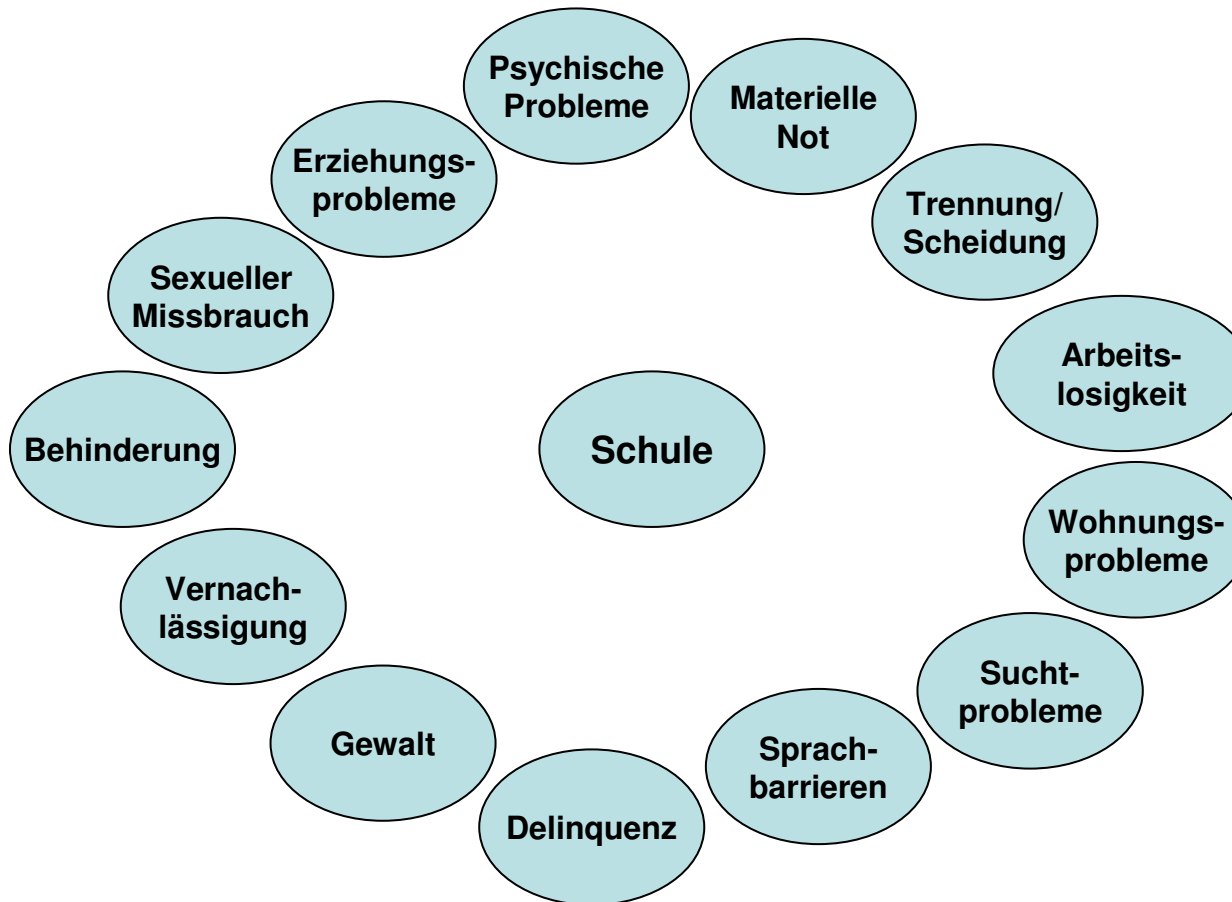 Psychische
Probleme
Materielle
Not
Erziehungs-
probleme
Trennung/
Scheidung
Sexueller
Missbrauch
Arbeits-
losigkeit
Behinderung
Schule
Wohnungs-
probleme
Vernach-
lässigung
Sucht-
probleme
Gewalt
Sprach-
barrieren
Delinquenz